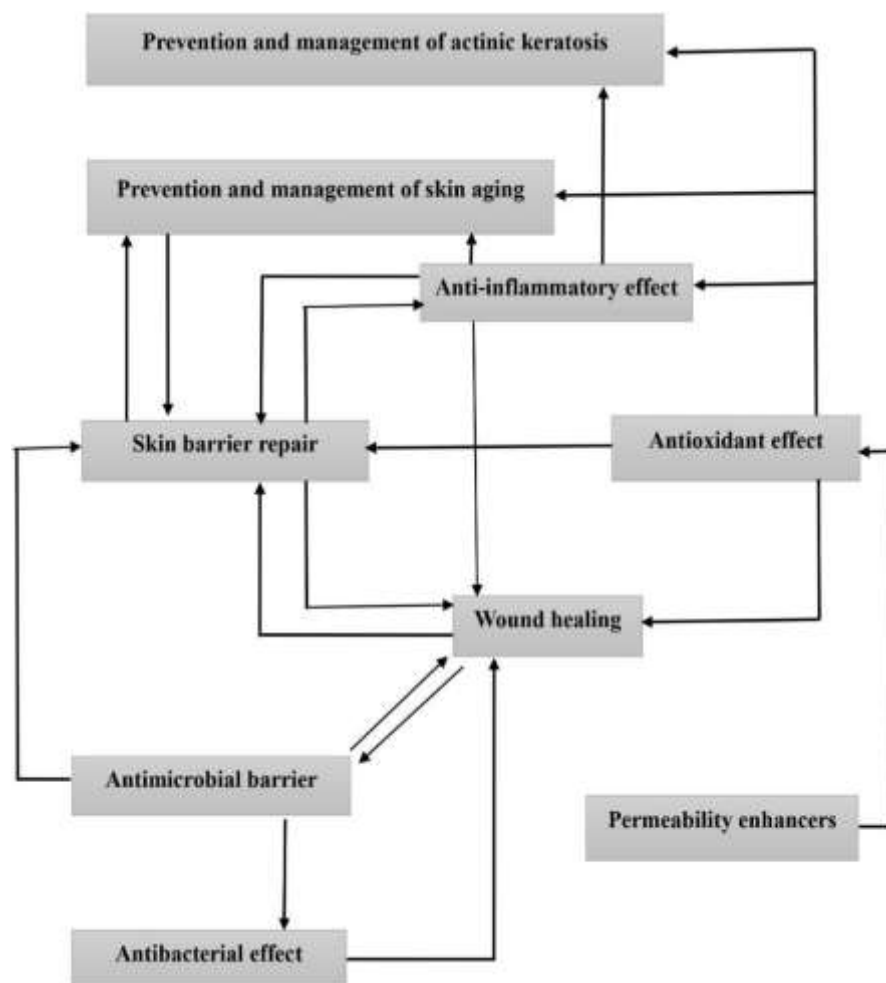 Prevention and management of actinic keratosis
Prevention and management of skin aging
Anti-inflammatory effect
Skin barrier repair
Antioxidant effect
Wound healing
Antimicrobial barrier
Permeability enhancers
Antibacterial effect